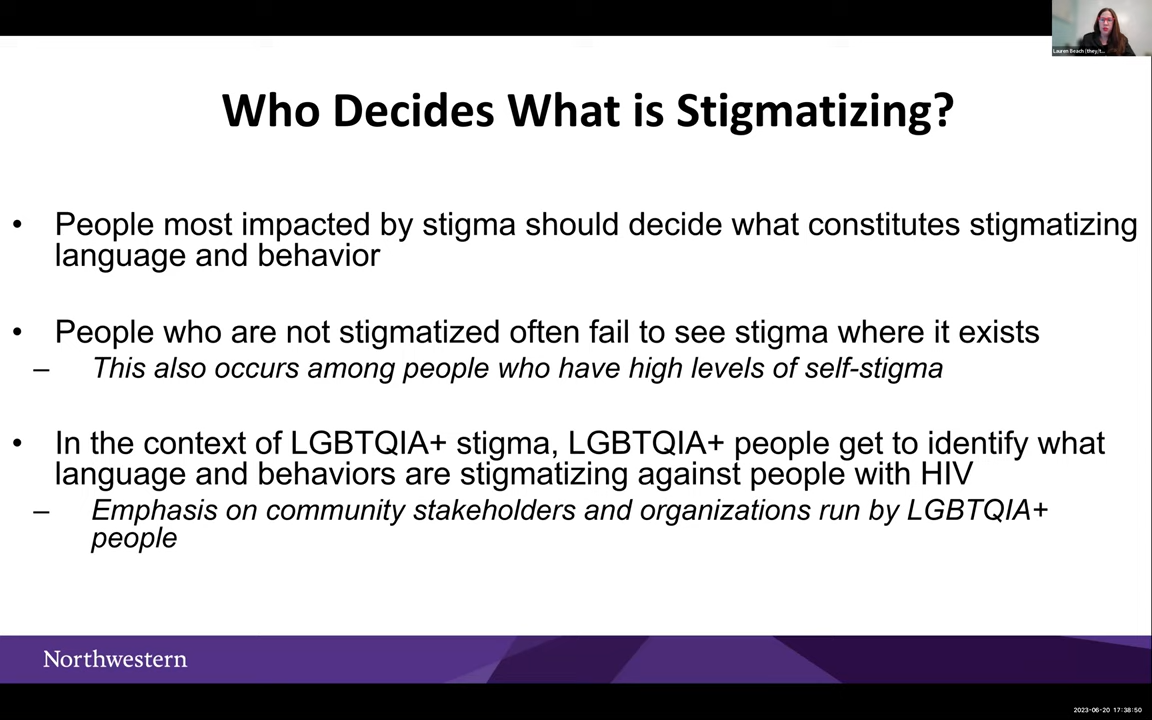 Lauren Beach (they/t...
Who Decides What is Stigmatizing?
• People most impacted by stigma should decide what constitutes stigmatizing
language and behavior
• People who are not stigmatized often fail to see stigma where it exists
– This also occurs among people who have high levels of self-stigma
• In the context of LGBTQIA+ stigma, LGBTQIA+ people get to identify what
language and behaviors are stigmatizing against people with HIV
– Emphasis on community stakeholders and organizations run by LGBTQIA+
people
Northwestern
2023-06-20 17:38:50